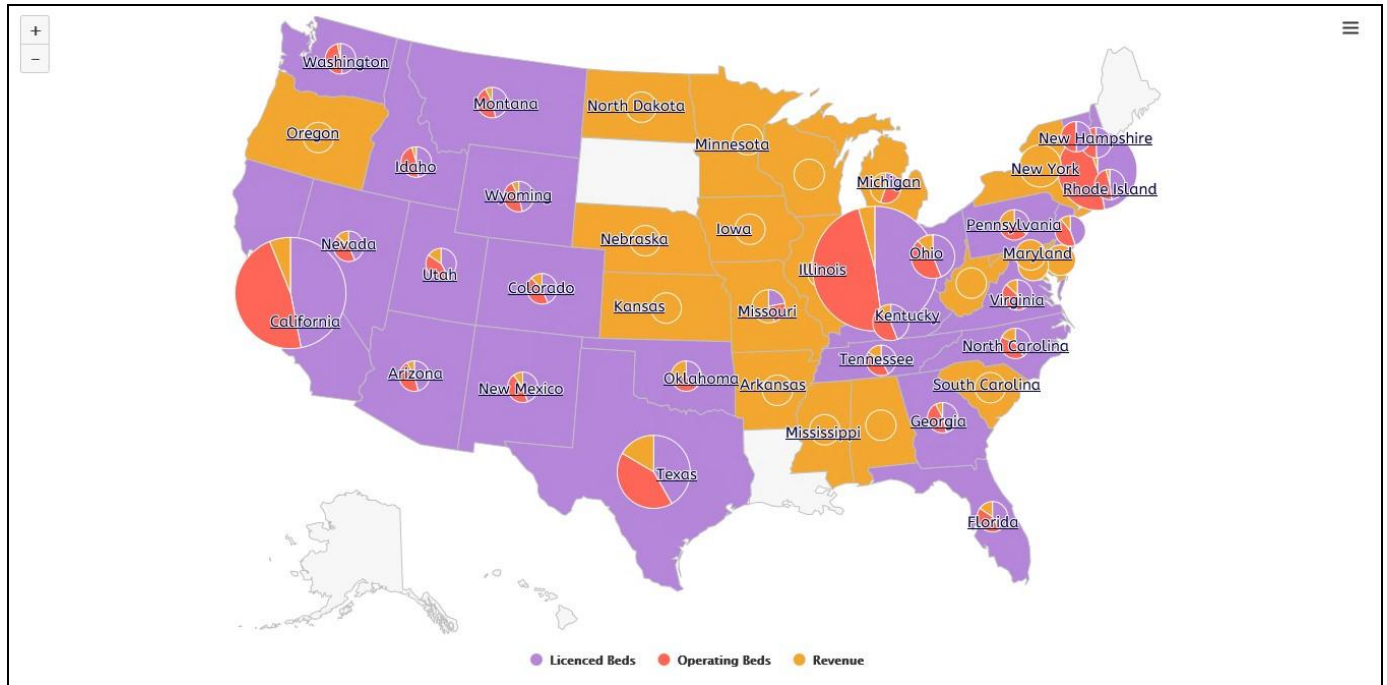 +
−
Washington
Montana
North Dakota
Minnesota
Oregon
Idaho
Wyoming
Michigan
New Hampshire
New York
Rhode Island
Nebraska
Iowa
Pennsylvania
Nevada
Utah
Colorado
Kansas
Illinois
Ohio
Maryland
California
Missouri
Kentucky
Virginia
Arizona
New Mexico
Oklahoma
Arkansas
Tennessee
North Carolina
South Carolina
Mississippi
Georgia
Texas
Florida
Licenced Beds Operating Beds Revenue